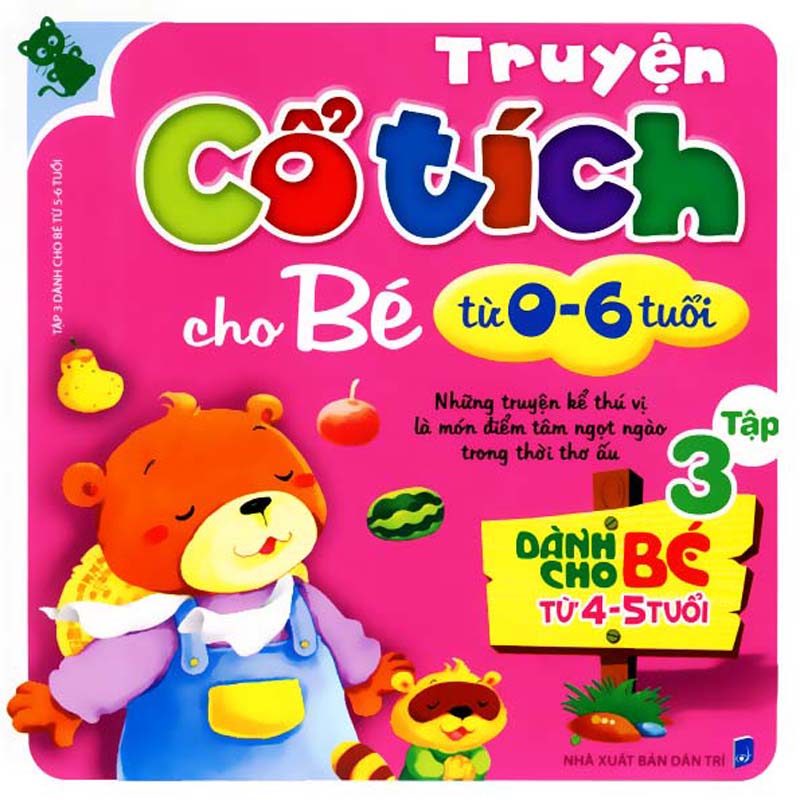 Truyện
Cổ tích
cho Bé từ 0-6 tuổi
TẬP 3 DÀNH CHO BÉ TỪ 5-6 TUỔI
Những truyện kể thú vị
là món điểm tâm ngọt ngào
trong thời thơ ấu
Tập
3
DÀNH
CHO BÉ
TỪ 4-5 TUỔI
NHÀ XUẤT BẢN DÂN TRÍ